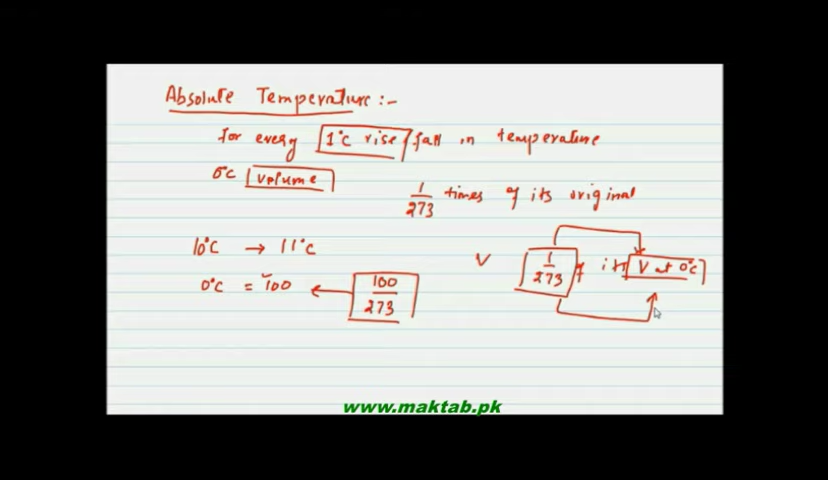 Absolute Temperature :-
for every 1°C rise/fall in temperature
0°C volume
1/273 times of its original
10°C → 11°C
V 1/273 of its V at 0°C
0°C = 100 ← 100/273
www.maktab.pk